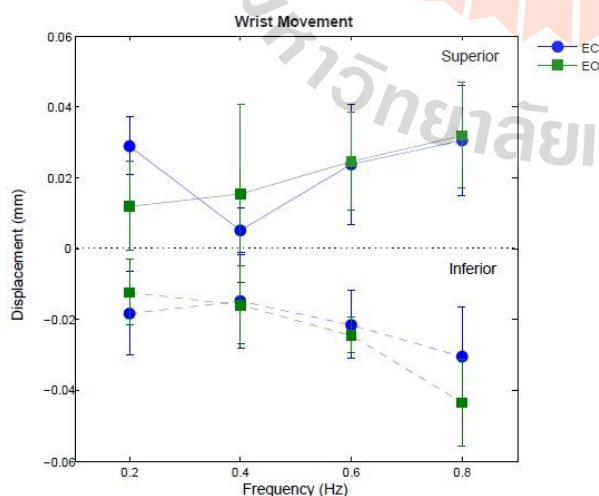 Wrist Movement
0.06
0.04
0.02
0
−0.02
−0.04
−0.06
0.2
0.4
0.6
0.8
Displacement (mm)
Frequency (Hz)
Superior
Inferior
EC
EO